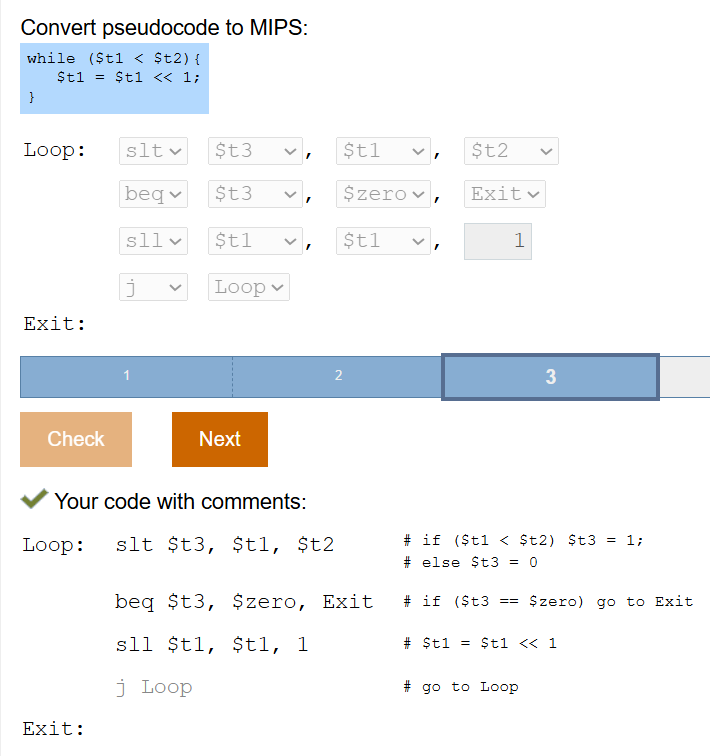 Convert pseudocode to MIPS:
while ($t1 < $t2){
$t1 = $t1 << 1;
}
Loop: slt $t3 , $t1 , $t2
beq $t3 , $zero , Exit
sll $t1 , $t1 , 1
j Loop
Exit:
1 2 3
Check Next
Your code with comments:
Loop: slt $t3, $t1, $t2 # if ($t1 < $t2) $t3 = 1;
# else $t3 = 0
beq $t3, $zero, Exit # if ($t3 == $zero) go to Exit
sll $t1, $t1, 1 # $t1 = $t1 << 1
j Loop # go to Loop
Exit: